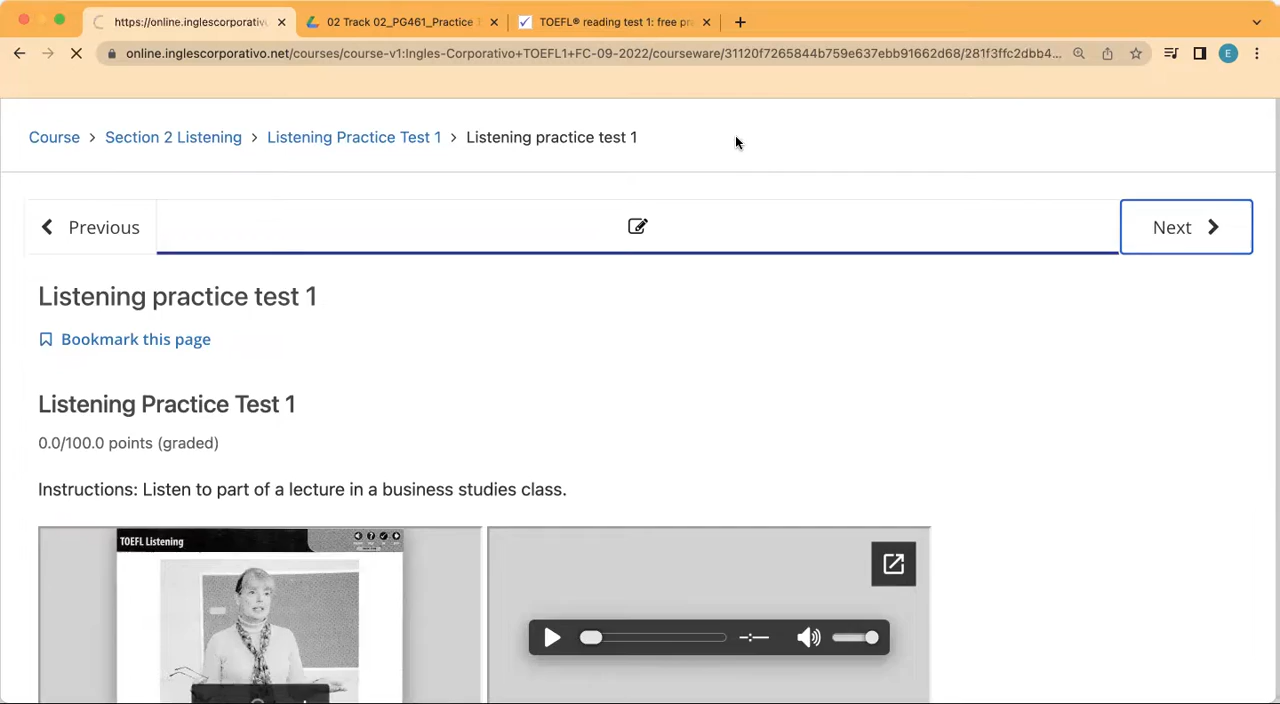 https://online.inglescorporativ
02 Track 02_PG461_Practice
TOEFL® reading test 1: free pr
online.inglescorporativo.net/courses/course-v1:Ingles-Corporativo+TOEFL1+FC-09-2022/courseware/31120f7265844b759e637ebb91662d68/281f3ffc2dbb4...
E
Course > Section 2 Listening > Listening Practice Test 1 > Listening practice test 1
Previous
Next
Listening practice test 1
Bookmark this page
Listening Practice Test 1
0.0/100.0 points (graded)
Instructions: Listen to part of a lecture in a business studies class.
TOEFL Listening
-:--